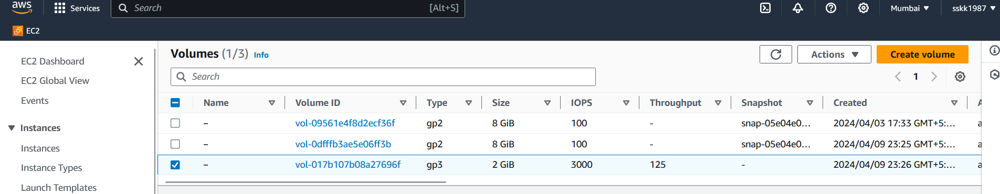 aws
Services
Search
[Alt+S]
Mumbai
sskk1987
EC2
EC2 Dashboard
EC2 Global View
Events
Instances
Instances
Instance Types
Launch Templates
Volumes (1/3) Info
Actions
Create volume
Search
1
Name Volume ID Type Size IOPS Throughput Snapshot Created
– vol-09561e4f8d2ecf36f gp2 8 GiB 100 - snap-05e04e0... 2024/04/03 17:33 GMT+5:...
– vol-0dfffb3ae5e06ff3b gp2 8 GiB 100 - snap-05e04e0... 2024/04/09 23:25 GMT+5:...
– vol-017b107b08a27696f gp3 2 GiB 3000 125 - 2024/04/09 23:26 GMT+5:...